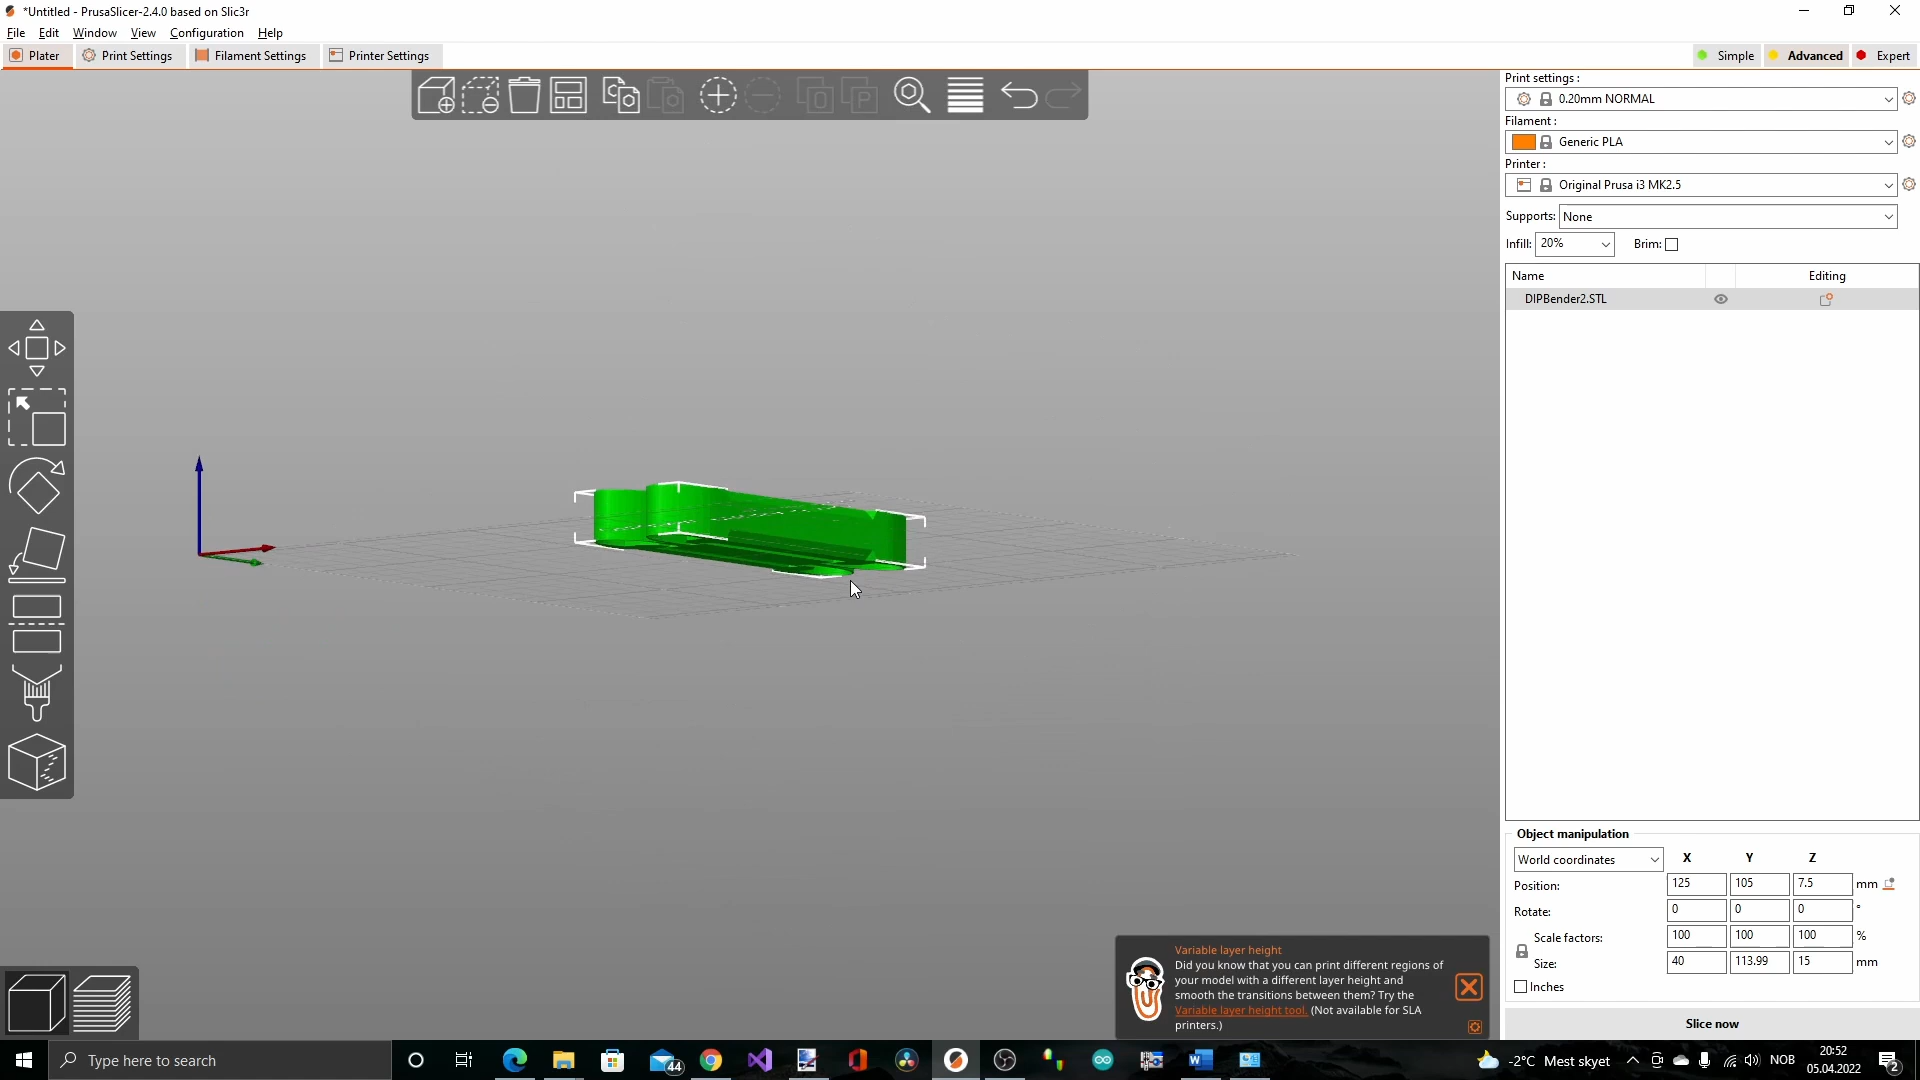 *Untitled - PrusaSlicer-2.4.0 based on Slic3r
File Edit Window View Configuration Help
Plater Print Settings Filament Settings Printer Settings Simple Advanced Expert
Print settings :
0.20mm NORMAL
Filament :
Generic PLA
Printer :
Original Prusa i3 MK2.5
Supports: None
Infill: 20% Brim:
Name Editing
DIPBender2.STL
Object manipulation
World coordinates X Y Z
Position: 125 105 7.5 mm
Rotate: 0 0 0 °
Scale factors: 100 100 100 %
Size: 40 113.99 15 mm
Inches
Slice now
Variable layer height
Did you know that you can print different regions of
your model with a different layer height and
smooth the transitions between them? Try the
Variable layer height tool. (Not available for SLA
printers.)
Type here to search
44
-2°C Mest skyet
NOB
20:52
05.04.2022
2